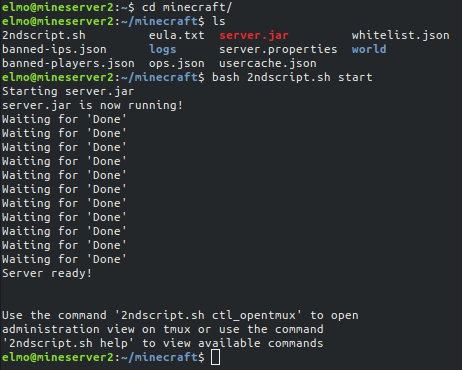 elmo@mineserver2:~$ cd minecraft/
elmo@mineserver2:~/minecraft$ ls
2ndscript.sh eula.txt server.jar whitelist.json
banned-ips.json logs server.properties world
banned-players.json ops.json usercache.json
elmo@mineserver2:~/minecraft$ bash 2ndscript.sh start
Starting server.jar
server.jar is now running!
Waiting for 'Done'
Waiting for 'Done'
Waiting for 'Done'
Waiting for 'Done'
Waiting for 'Done'
Waiting for 'Done'
Waiting for 'Done'
Waiting for 'Done'
Waiting for 'Done'
Waiting for 'Done'
Waiting for 'Done'
Server ready!
Use the command '2ndscript.sh ctl_opentmux' to open
administration view on tmux or use the command
'2ndscript.sh help' to view available commands
elmo@mineserver2:~/minecraft$